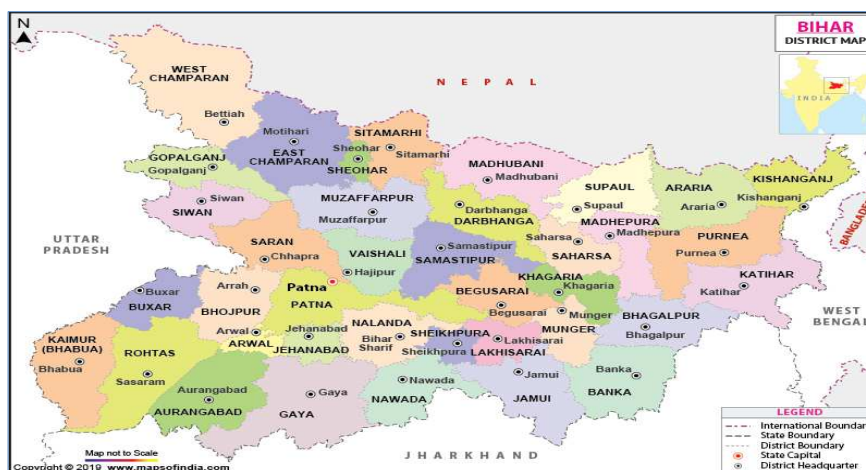 N
BIHAR
DISTRICT MAP
INDIA
NEPAL
WEST
CHAMPARAN
Bettiah
Motihari
EAST
CHAMPARAN
SITAMARHI
Sitamarhi
Sheohar
SHEOHAR
GOPALGANJ
Gopalganj
Siwan
SIWAN
MUZAFFARPUR
Muzaffarpur
MADHUBANI
Madhubani
Darbhanga
DARBHANGA
SUPAUL
Supaul
ARARIA
Araria
KISHANGANJ
Kishanganj
MADHEPURA
Madhepura
Saharsa
SAHARSA
PURNEA
Purnea
KATIHAR
Katihar
UTTAR
PRADESH
SARAN
Chhapra
VAISHALI
Hajipur
Samastipur
SAMASTIPUR
KHAGARIA
Khagaria
BEGUSARAI
Begusarai
Patna
PATNA
Buxar
BUXAR
Arrah
BHOJPUR
Arwal
ARWAL
Jehanabad
JEHANABAD
NALANDA
Bihar
Sharif
SHEIKHPURA
Sheikhpura
Lakhisarai
LAKHISARAI
Munger
MUNGER
BHAGALPUR
Bhagalpur
KAIMUR
(BHABUA)
Bhabua
ROHTAS
Sasaram
Aurangabad
AURANGABAD
Gaya
GAYA
Nawada
NAWADA
Jamui
JAMUI
Banka
BANKA
BANGLADE
WEST
BENGA
JHARKHAND
LEGEND
International Boundar
State Boundary
District Boundary
State Capital
District Headquarter
Map not to Scale
Copyright © 2019 www.mapsofindia.com